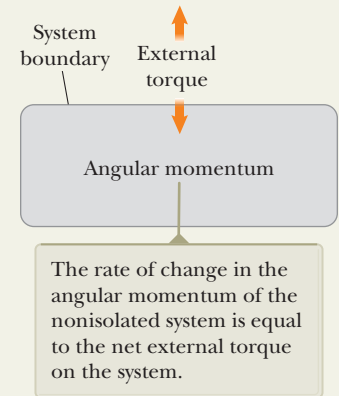 System
boundary
External
torque
Angular momentum
The rate of change in the
angular momentum of the
nonisolated system is equal
to the net external torque
on the system.